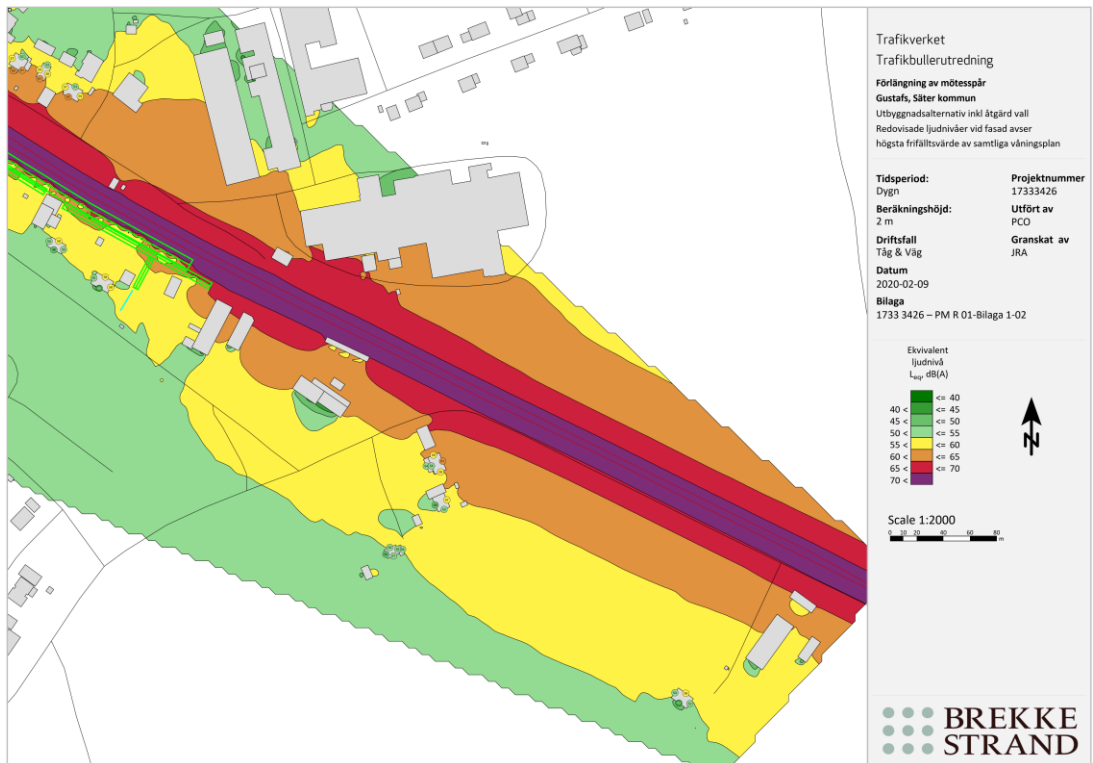 Trafikverket
Trafikbullerutredning
Förlängning av mötesspår
Gustafs, Säter kommun
Utbyggnadsalternativ inkl åtgärd vall
Redovisade ljudnivåer vid fasad avser
högsta frifältsvärde av samtliga våningsplan
Tidsperiod: Projektnummer
Dygn 17333426
Beräkningshöjd: Utfört av
2 m PCO
Driftsfall Granskat av
Tåg & Väg JRA
Datum
2020-02-09
Bilaga
1733 3426 – PM R 01-Bilaga 1-02
Ekvivalent
ljudnivå
Leq, dB(A)
<= 40
40 < <= 45
45 < <= 50
50 < <= 55
55 < <= 60
60 < <= 65
65 < <= 70
70 <
N
Scale 1:2000
0 10 20 40 60 80
m
BREKKE
STRAND